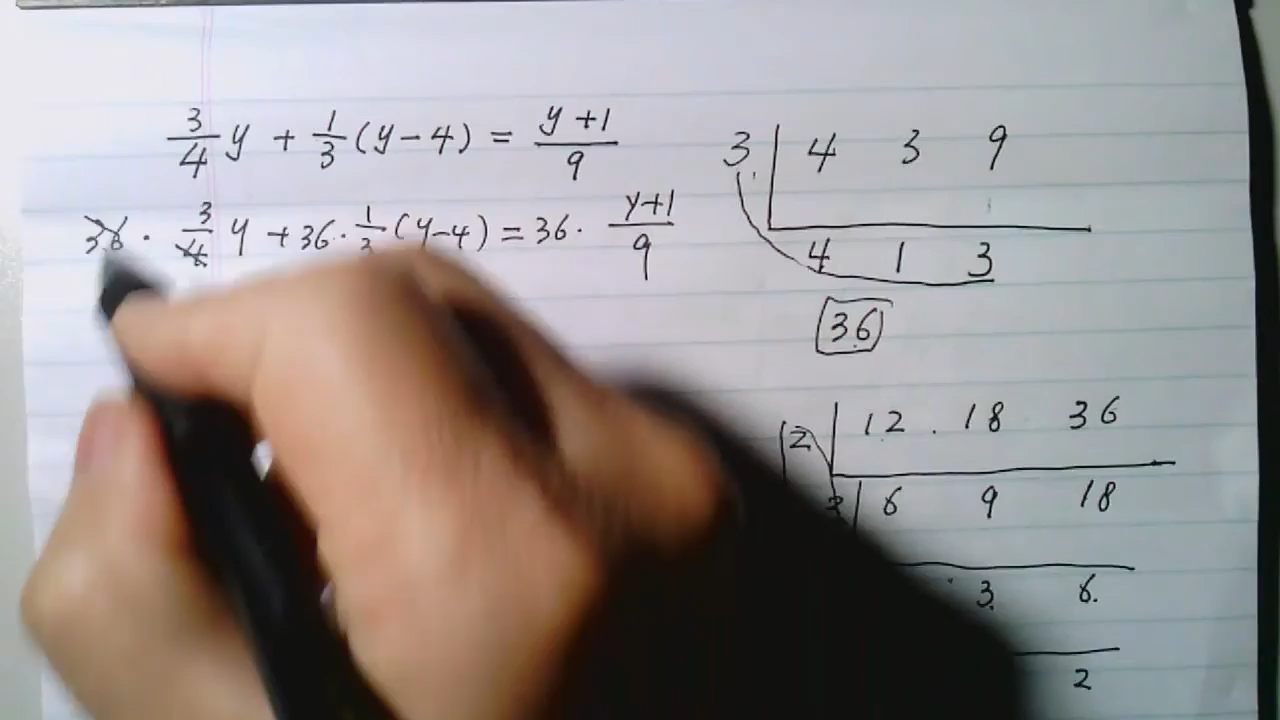 3/4 y + 1/3 (y - 4) = y + 1 / 9
36 · 3/4 y + 36 · 1/3 (y - 4) = 36 · y + 1 / 9
3 4 3 9
4 1 3
36
2 12 . 18 36
6 9 18
3 6
2